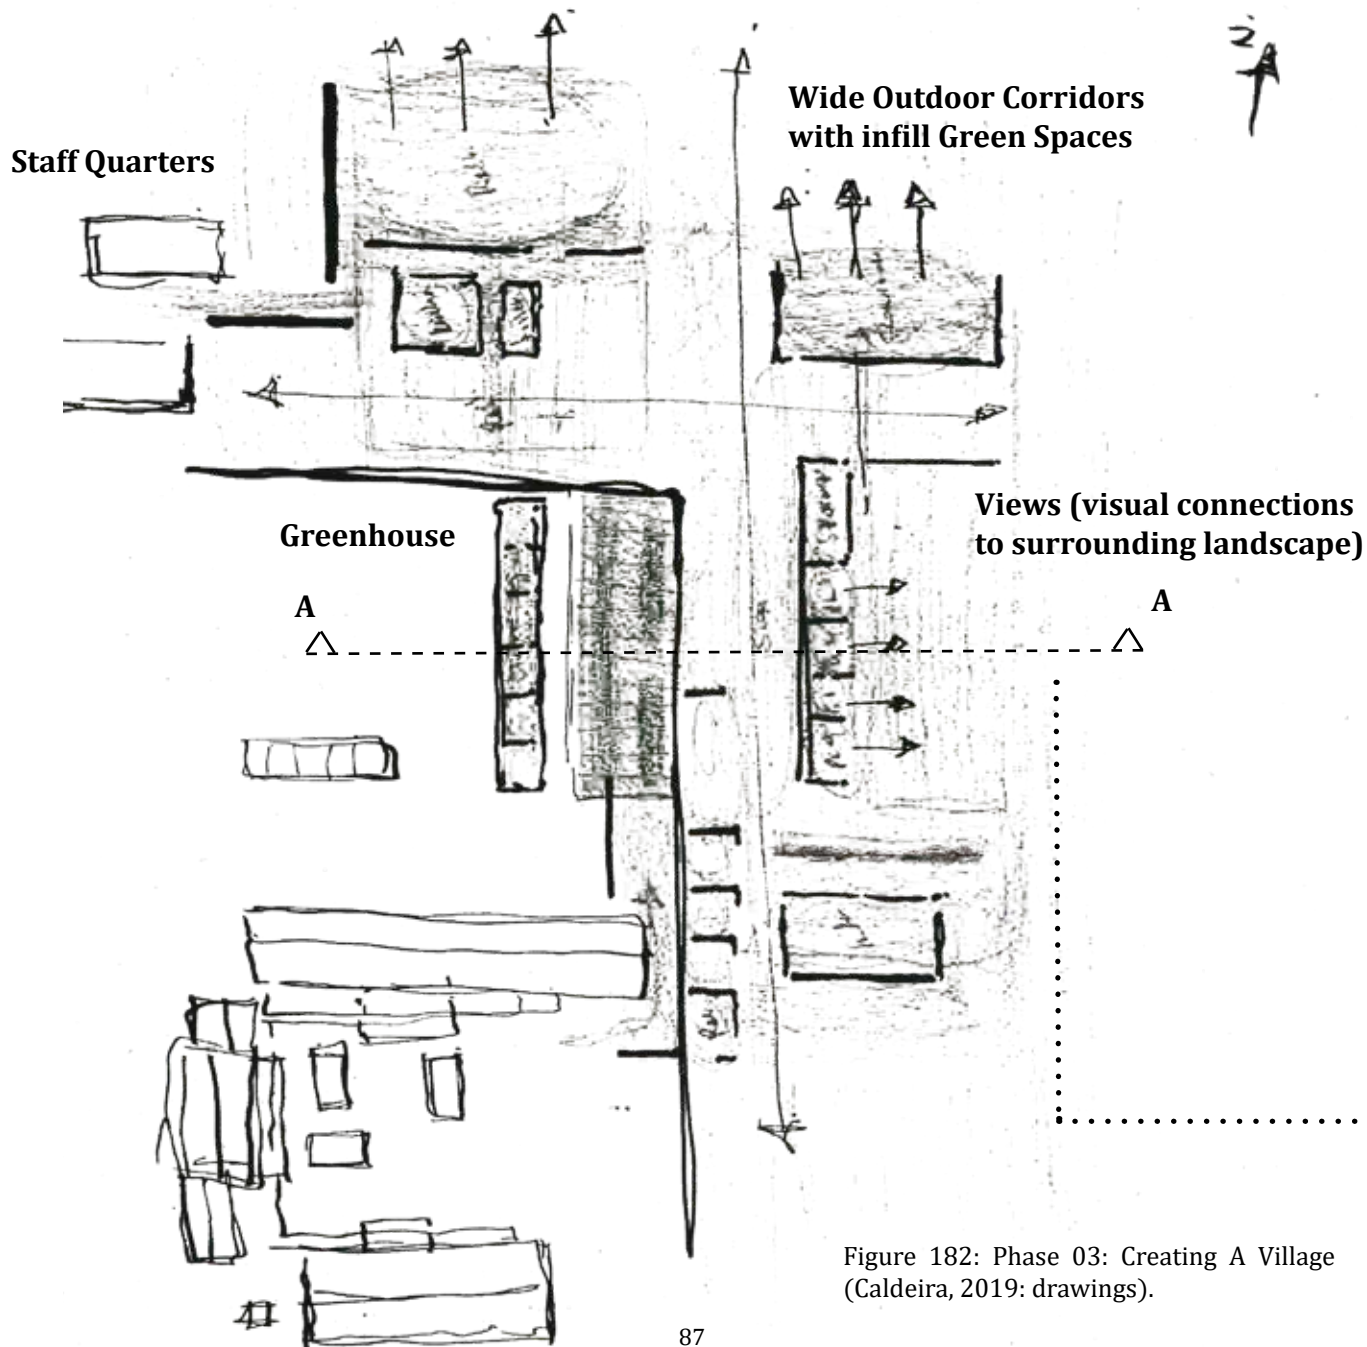 N
Wide Outdoor Corridors
with infill Green Spaces
Staff Quarters
Greenhouse
Views (visual connections
to surrounding landscape)
A
A
Figure 182: Phase 03: Creating A Village
(Caldeira, 2019: drawings).
87